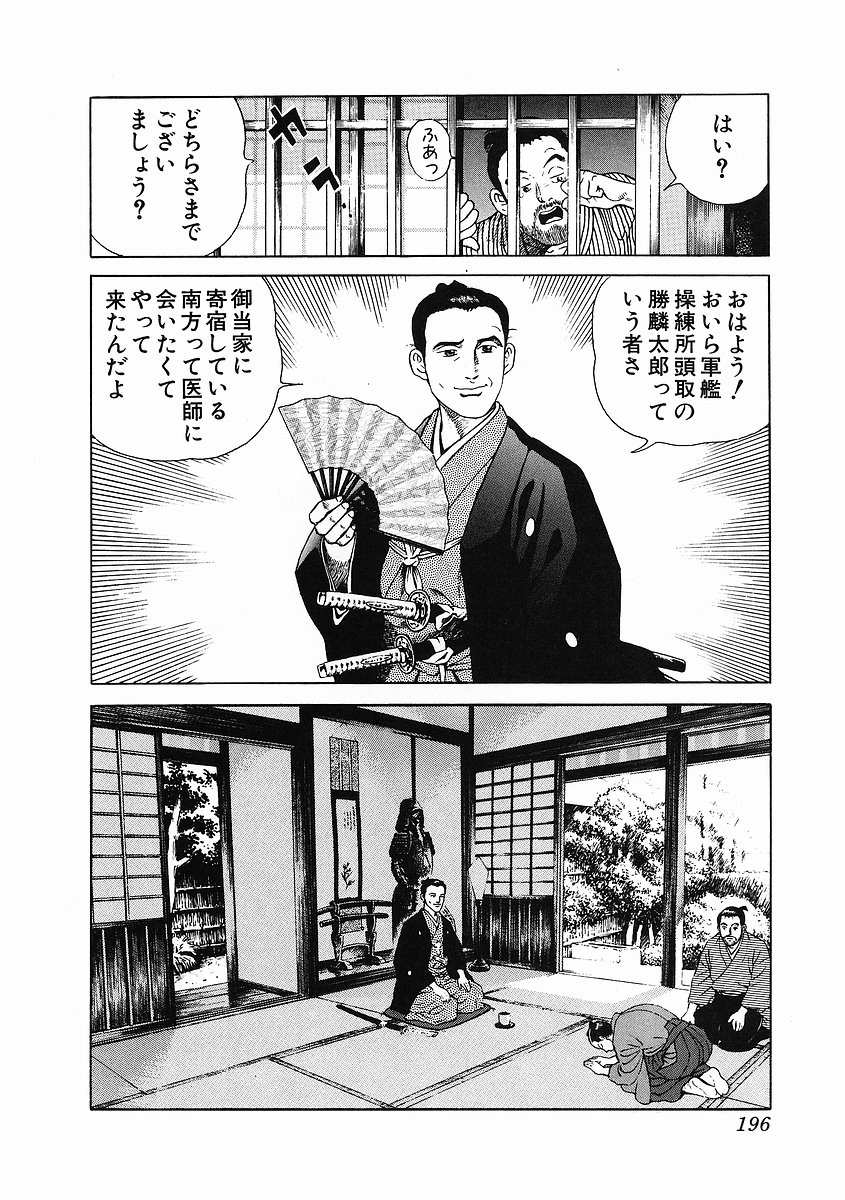 はい?
ふあっ
ガラッ
どちらさまで
ござい
ましょう?
おはよう!
おいら軍艦
操練所頭取の
勝麟太郎って
いう者さ
御当家に
寄宿している
南方って医師に
会いたくて
やって
来たんだよ
196